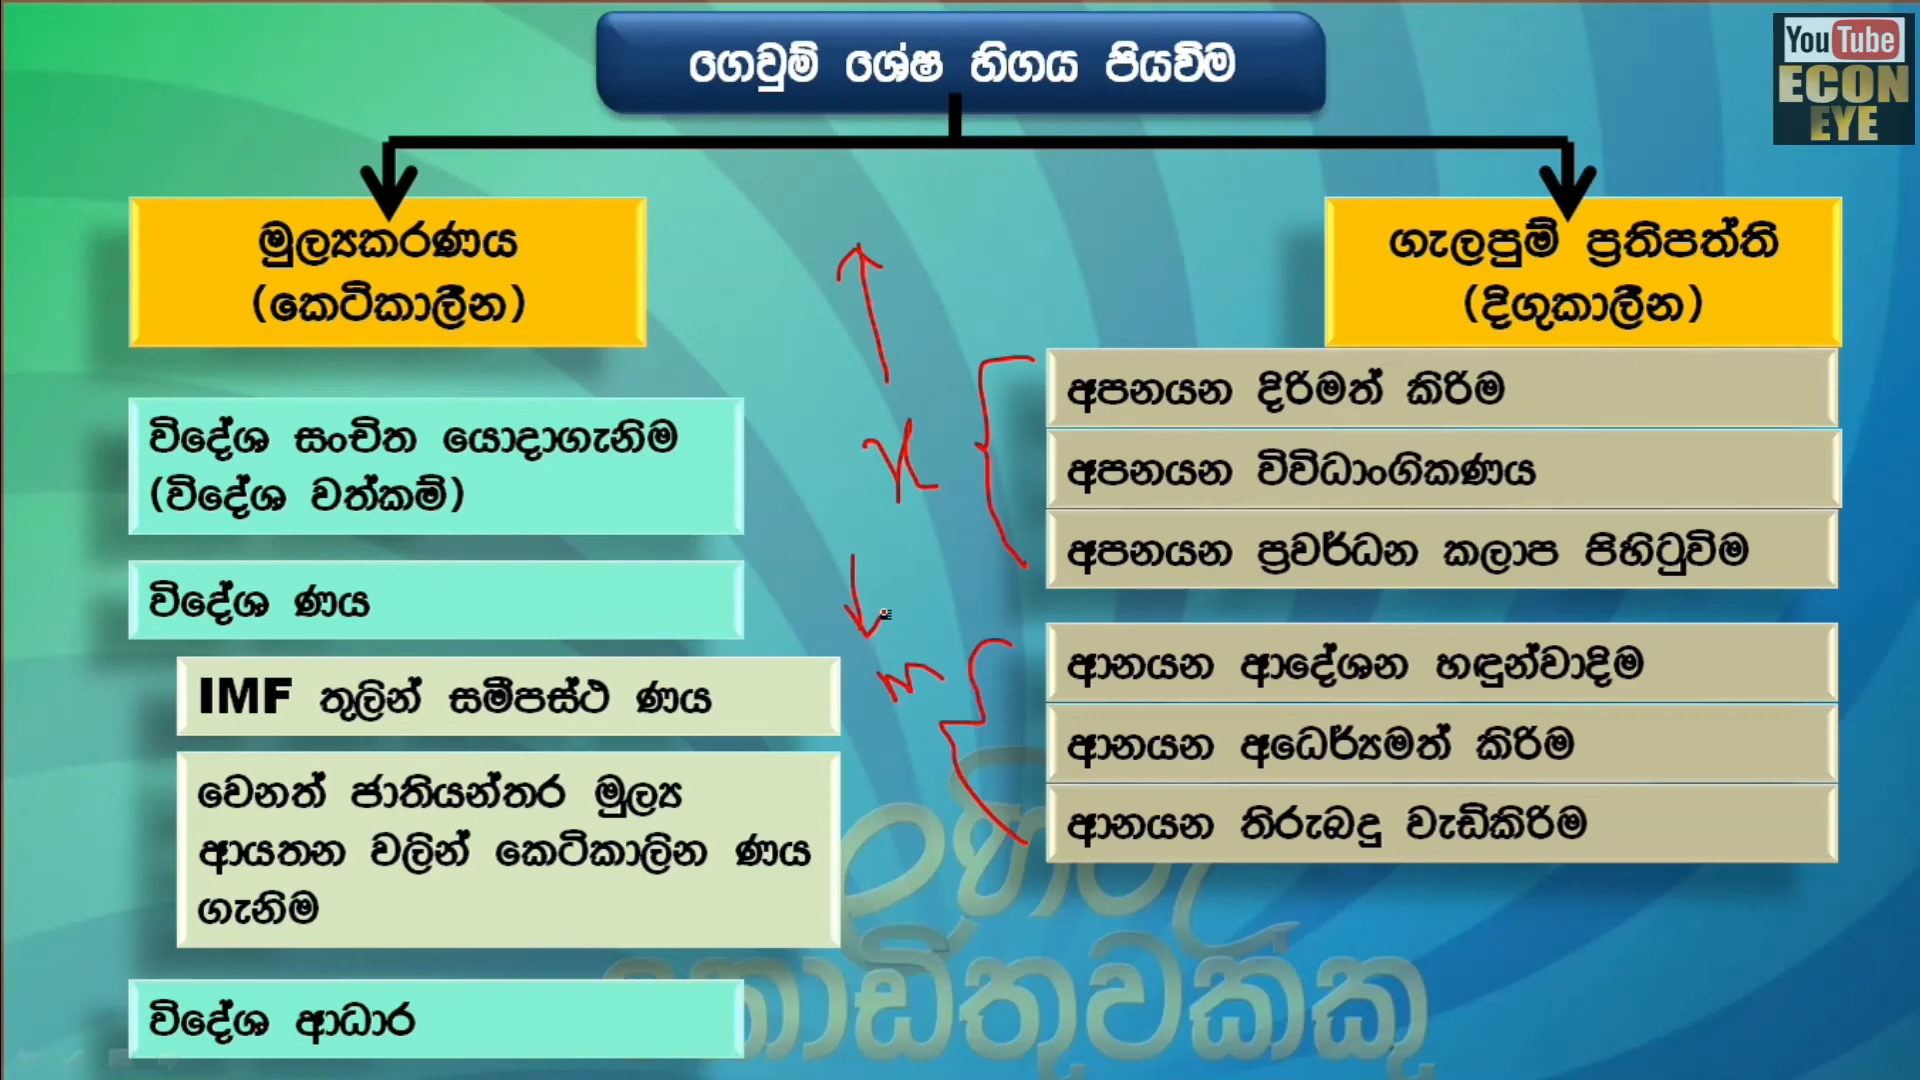 ගෙවුම් ශේෂ හිගය පියවීම
You Tube
ECON
EYE
මුල්‍යකරණය
(කෙටිකාලීන)
විදේශ සංචිත යොදාගැනිම
(විදේශ වත්කම්)
විදේශ ණය
IMF තුලින් සමීපස්ථ ණය
වෙනත් ජාතියන්තර මුල්‍ය
ආයතන වලින් කෙටිකාලින ණය
ගැනිම
විදේශ ආධාර
ගැලපුම් ප්‍රතිපත්ති
(දිගුකාලීන)
අපනයන දිරිමත් කිරිම
අපනයන විවිධාංගිකණය
අපනයන ප්‍රවර්ධන කලාප පිහිටුවිම
ආනයන ආදේශන හඳුන්වාදිම
ආනයන අධෛර්යමත් කිරිම
ආනයන තිරුබදු වැඩිකිරිම
X
m